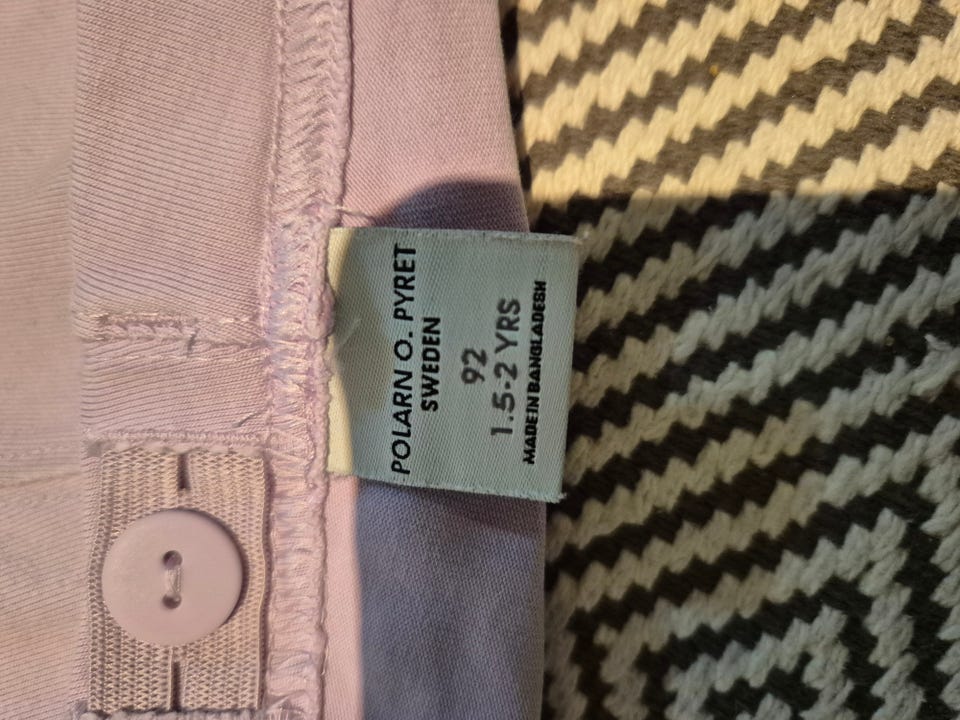 POLARN O. PYRET
SWEDEN
92
1.5-2 YRS
MADE IN BANGLADESH